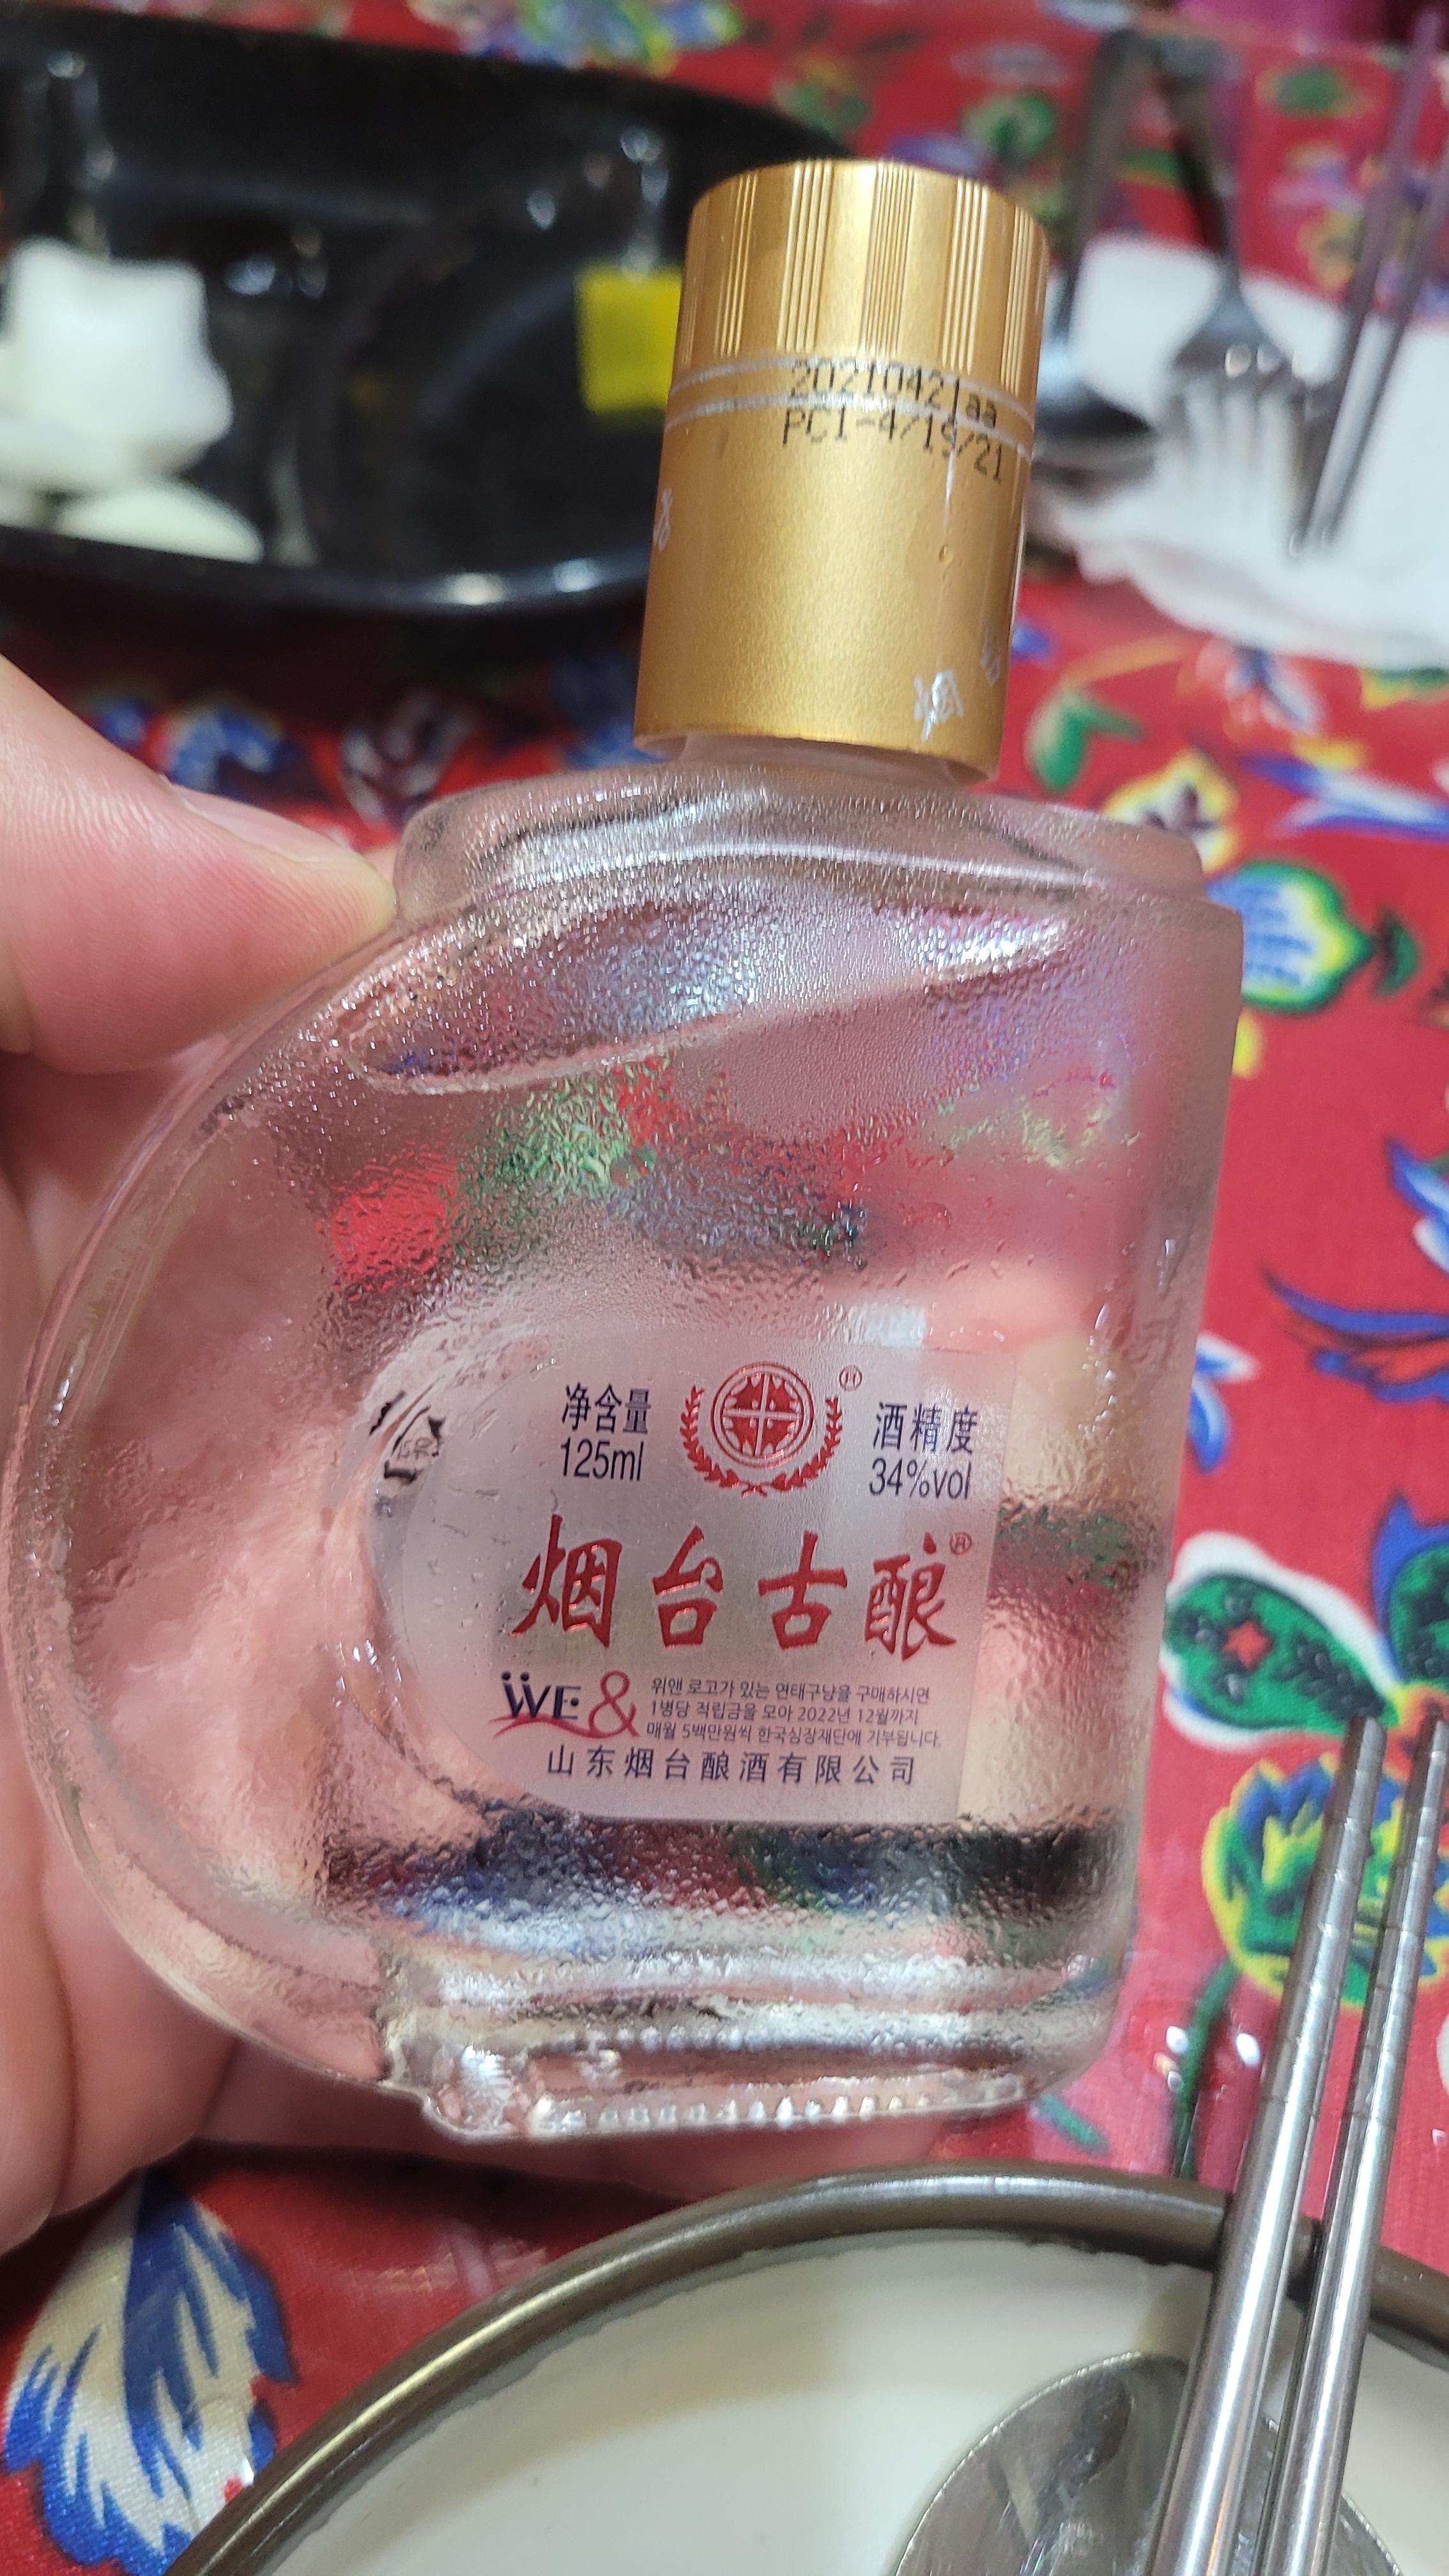 20210421aa
PC1-4/19/21
净含量
125ml
酒精度
34%vol
烟台古酿
WE&
위앤 로고가 있는 연태구냥을 구매하시면
1병당 적립금을 모아 2022년 12월까지
매월 5백만원씩 한국심장재단에 기부됩니다.
山东烟台酿酒有限公司